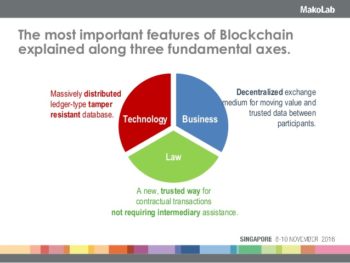 MakoLab
The most important features of Blockchain
explained along three fundamental axes.
Massively distributed
ledger-type tamper
resistant database.
Decentralized exchange
medium for moving value and
trusted data between
participants.
Technology
Business
Law
A new, trusted way for
contractual transactions
not requiring intermediary assistance.
SINGAPORE 8-10 NOVEMBER 2016